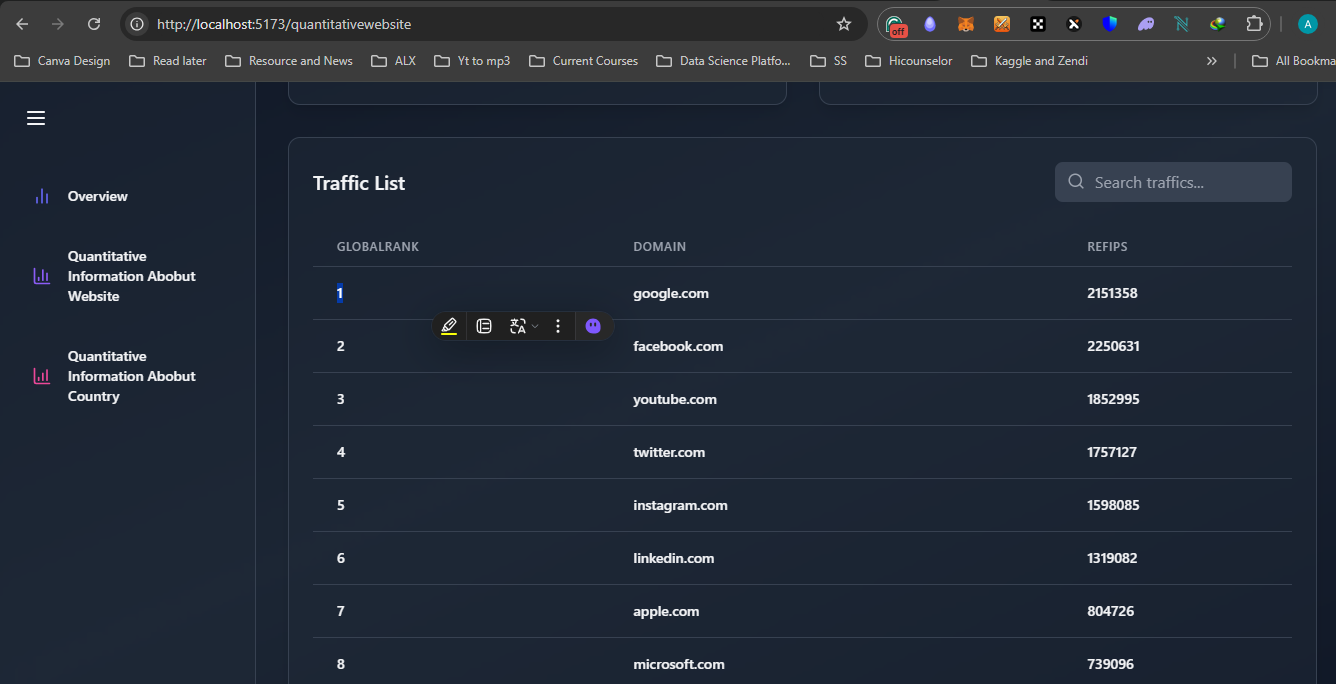 http://localhost:5173/quantitativewebsite
off
A
Canva Design Read later Resource and News ALX Yt to mp3 Current Courses Data Science Platfo... SS Hicounselor Kaggle and Zendi » All Bookma
Overview
Quantitative
Information Abobut
Website
Quantitative
Information Abobut
Country
Traffic List
Search traffics...
GLOBALRANK DOMAIN REFIPS
1 google.com 2151358
2 facebook.com 2250631
3 youtube.com 1852995
4 twitter.com 1757127
5 instagram.com 1598085
6 linkedin.com 1319082
7 apple.com 804726
8 microsoft.com 739096